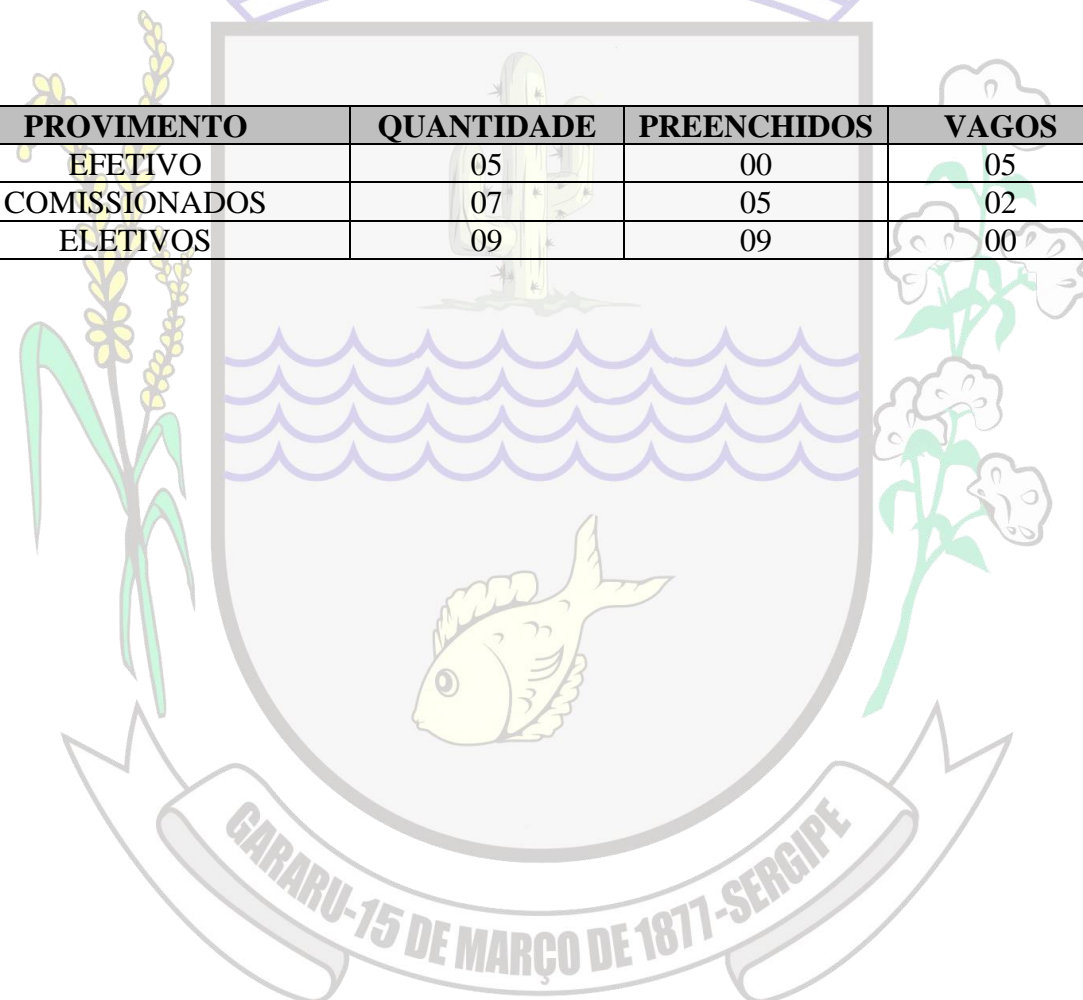 PROVIMENTO QUANTIDADE PREENCHIDOS VAGOS
EFETIVO 05 00 05
COMISSIONADOS 07 05 02
ELETIVOS 09 09 00
GARARU-15 DE MARÇO DE 1877-SERGIPE